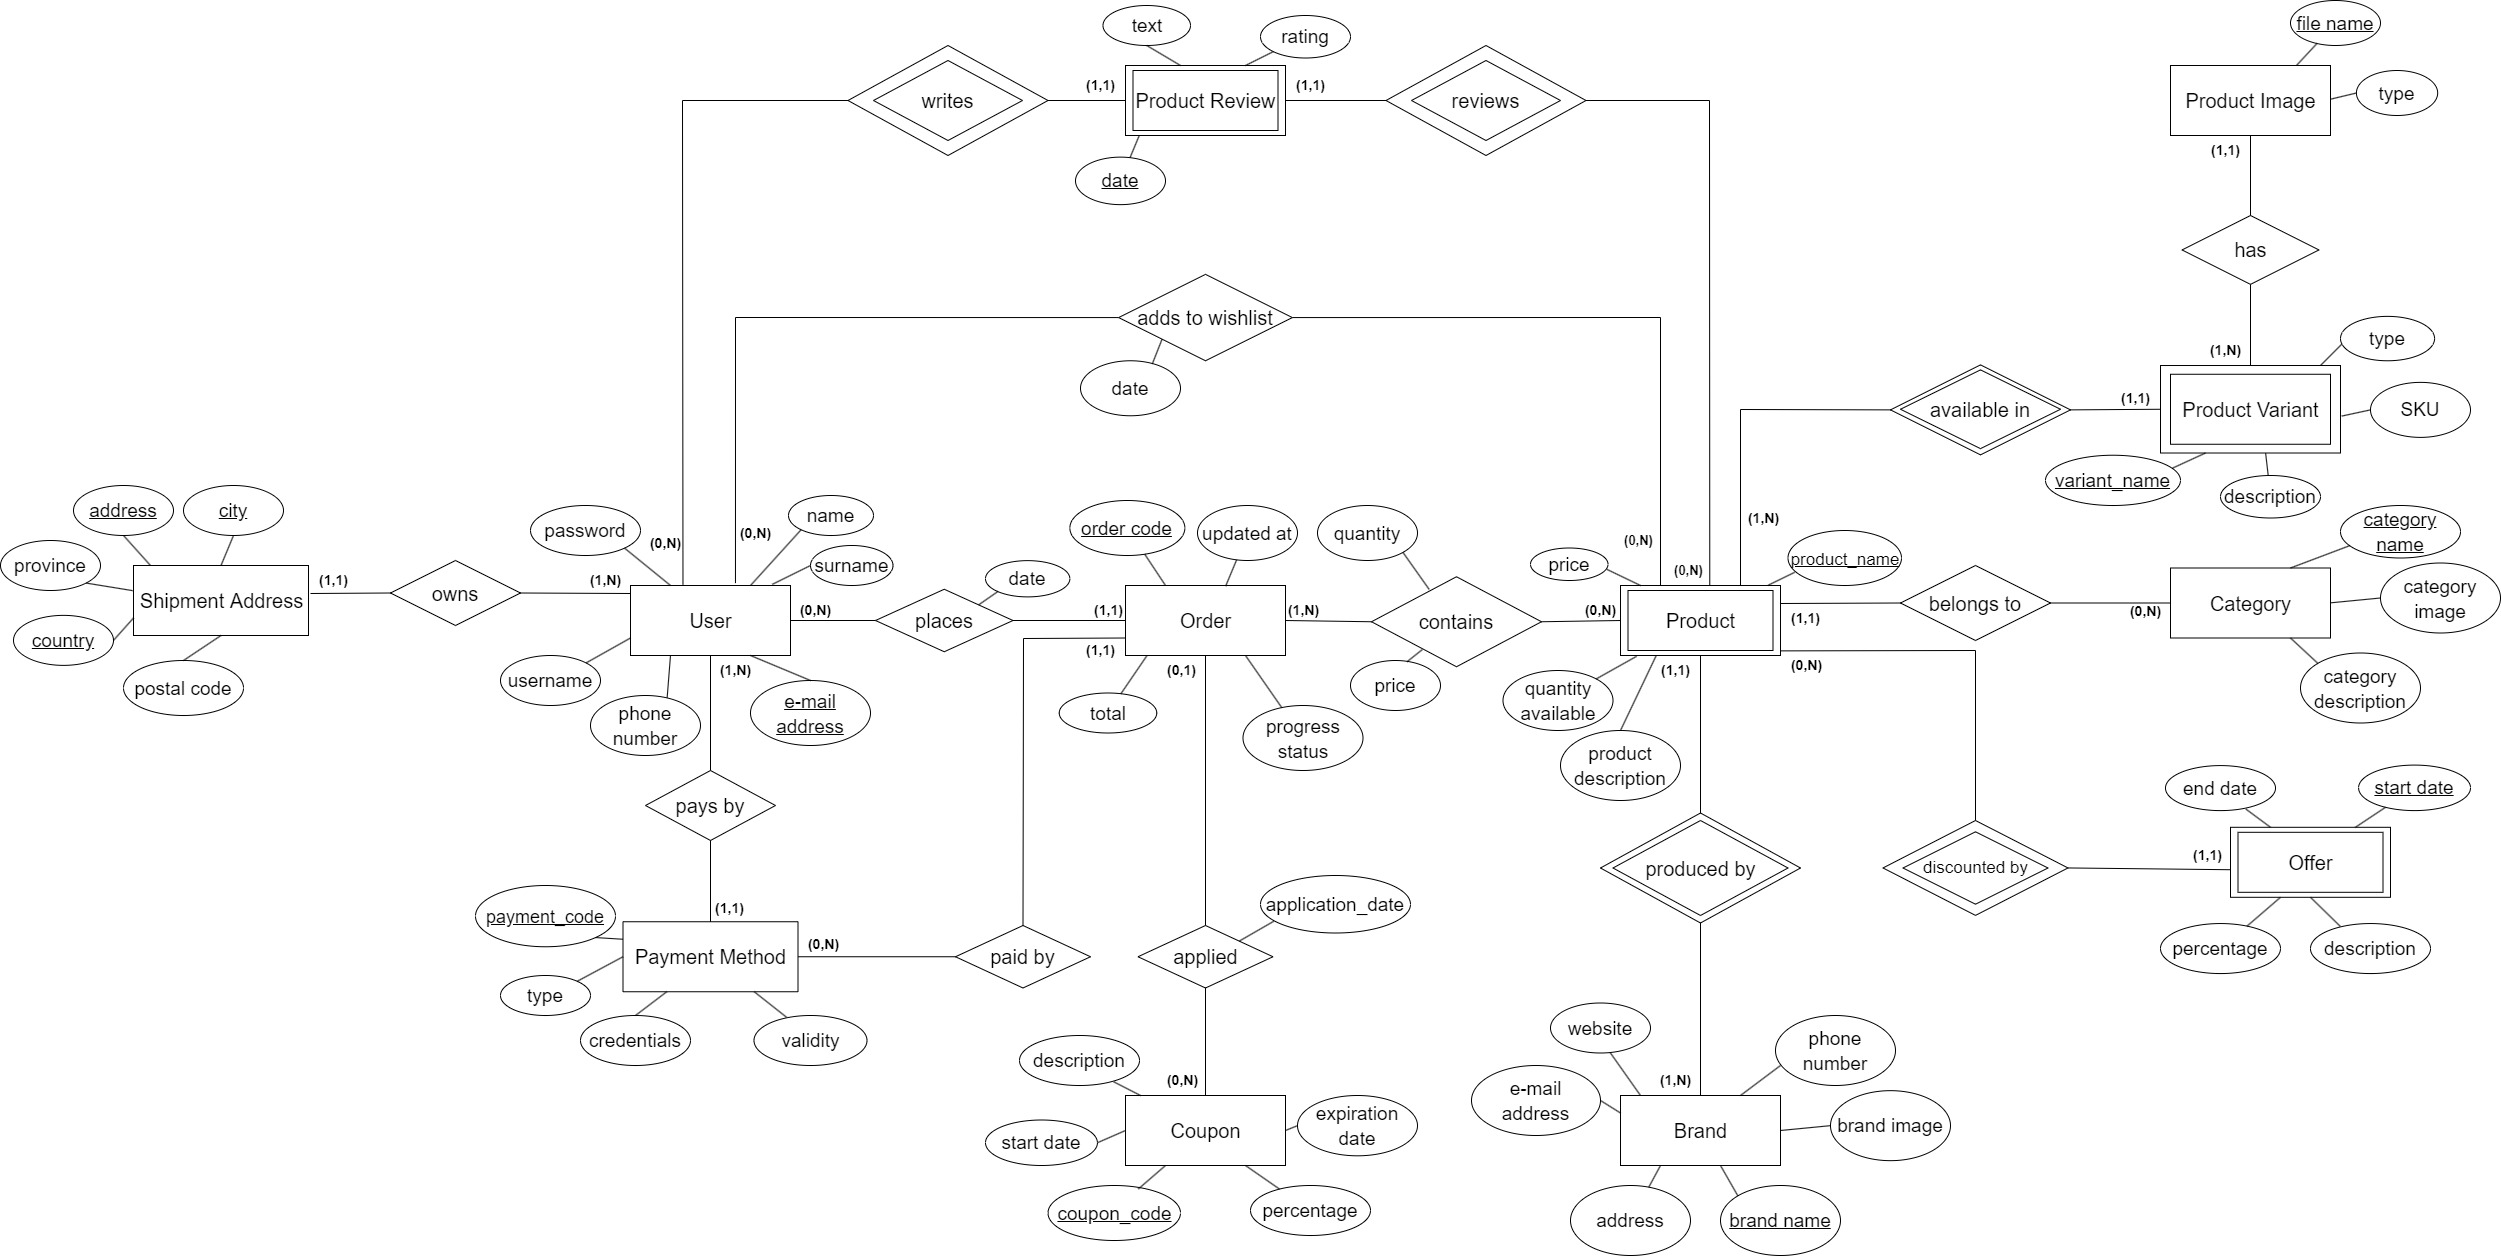 file name
text
rating
Product Image
type
writes
(1,1)
Product Review
(1,1)
reviews
(1,1)
date
has
adds to wishlist
date
(1,N)
type
available in
(1,1)
Product Variant
SKU
variant_name
description
address
city
province
Shipment Address
country
postal code
(1,1)
owns
(1,N)
password
(0,N)
(0,N)
name
surname
User
username
phone
number
(1,N)
e-mail
address
(0,N)
places
date
(1,1)
order code
updated at
Order
(1,1)
total
(0,1)
progress
status
(1,N)
quantity
contains
price
(0,N)
price
(0,N)
(0,N)
(1,N)
product_name
Product
quantity
available
product
description
(1,1)
(1,1)
(0,N)
belongs to
(0,N)
Category
category
name
category
image
category
description
pays by
(1,1)
payment_code
Payment Method
type
credentials
validity
(0,N)
paid by
applied
application_date
produced by
discounted by
(1,1)
end date
start date
Offer
percentage
description
description
(0,N)
start date
Coupon
expiration
date
coupon_code
percentage
website
(1,N)
phone
number
e-mail
address
Brand
brand image
address
brand name